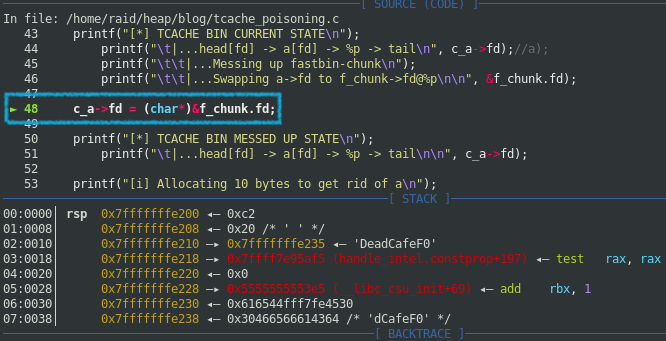 [ SOURCE (CODE) ]
In file: /home/raid/heap/blog/tcache_poisoning.c
43     printf("[*] TCACHE BIN CURRENT STATE\n");
44         printf("\t|...head[fd] -> a[fd] -> %p -> tail\n", c_a->fd);//a);
45         printf("\t\t|...Messing up fastbin-chunk\n");
46         printf("\t\t|...Swapping a->fd to f_chunk->fd@%p\n\n\n", &f_chunk.fd);
47
► 48     c_a->fd = (char*)&f_chunk.fd;
49
50     printf("[*] TCACHE BIN MESSED UP STATE\n");
51         printf("\t|...head[fd] -> a[fd] -> %p -> tail\n\n", c_a->fd);
52
53     printf("[i] Allocating 10 bytes to get rid of a\n");
[ STACK ]
00:0000│ rsp  0x7fffffffe200 ◂— 0xc2
01:0008│      0x7fffffffe208 ◂— 0x20 /* ' ' */
02:0010│      0x7fffffffe210 —▸ 0x7fffffffe235 ◂— 'DeadCafeF0'
03:0018│      0x7fffffffe218 —▸ 0x7ffff7e95af5 (handle_intel.constprop+197) ◂— test   rax, rax
04:0020│      0x7fffffffe220 ◂— 0x0
05:0028│      0x7fffffffe228 —▸ 0x5555555553e5 (__libc_csu_init+69) ◂— add    rbx, 1
06:0030│      0x7fffffffe230 ◂— 0x616544fff7fe4530
07:0038│      0x7fffffffe238 ◂— 0x30466566614364 /* 'dCafeF0' */
[ BACKTRACE ]